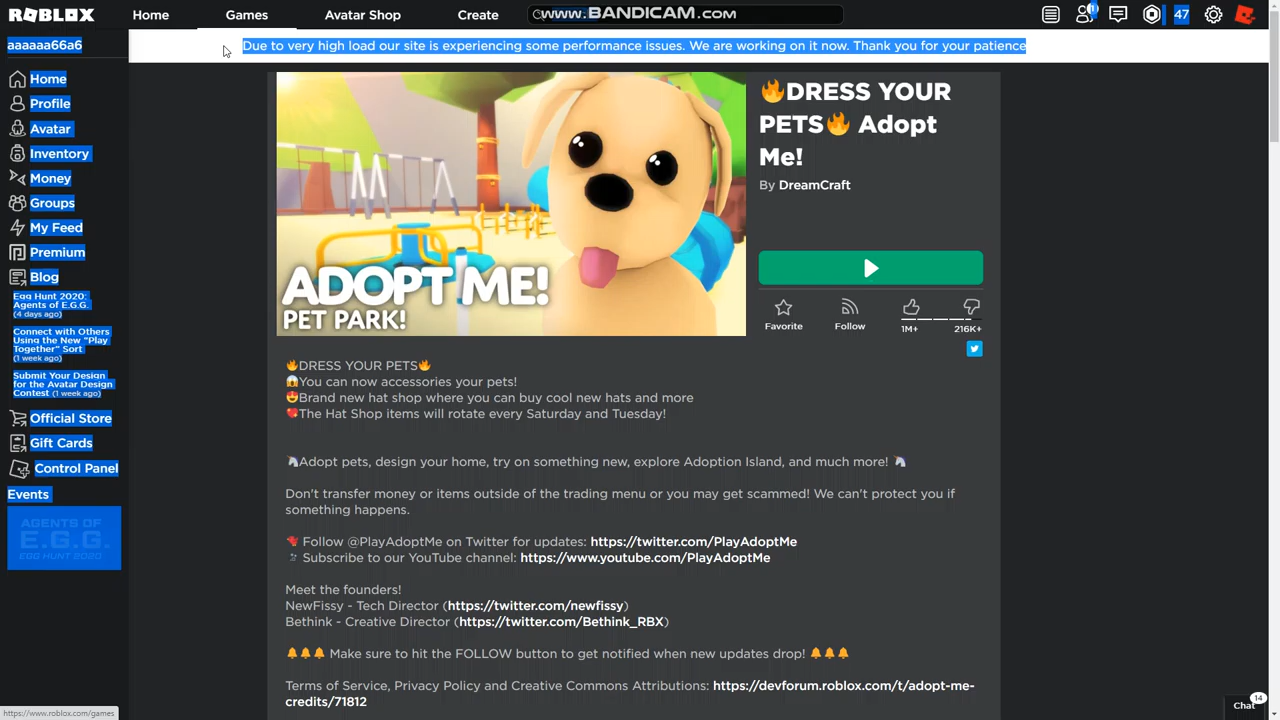 ROBLOX
Home
Games
Avatar Shop
Create
www.BANDICAM.com
1
47
aaaaaa66a6
Due to very high load our site is experiencing some performance issues. We are working on it now. Thank you for your patience
Home
Profile
Avatar
Inventory
Money
Groups
My Feed
Premium
Blog
Egg Hunt 2020:
Agents of E.G.G.
(4 days ago)
Connect with Others
Using the New "Play
Together" Sort
(1 week ago)
Submit Your Design
for the Avatar Design
Contest (1 week ago)
Official Store
Gift Cards
Control Panel
Events
AGENTS OF
E.G.G.
EGG HUNT 2020
ADOPT ME!
PET PARK!
🔥DRESS YOUR
PETS🔥 Adopt
Me!
By DreamCraft
Favorite
Follow
1M+
216K+
🔥DRESS YOUR PETS🔥
😱You can now accessories your pets!
😍Brand new hat shop where you can buy cool new hats and more
💘The Hat Shop items will rotate every Saturday and Tuesday!
🦄Adopt pets, design your home, try on something new, explore Adoption Island, and much more! 🦄
Don't transfer money or items outside of the trading menu or you may get scammed! We can't protect you if
something happens.
Follow @PlayAdoptMe on Twitter for updates: https://twitter.com/PlayAdoptMe
Subscribe to our YouTube channel: https://www.youtube.com/PlayAdoptMe
Meet the founders!
NewFissy - Tech Director (https://twitter.com/newfissy)
Bethink - Creative Director (https://twitter.com/Bethink_RBX)
🔔🔔🔔 Make sure to hit the FOLLOW button to get notified when new updates drop! 🔔🔔🔔
Terms of Service, Privacy Policy and Creative Commons Attributions: https://devforum.roblox.com/t/adopt-me-
credits/71812
https://www.roblox.com/games
Chat
14